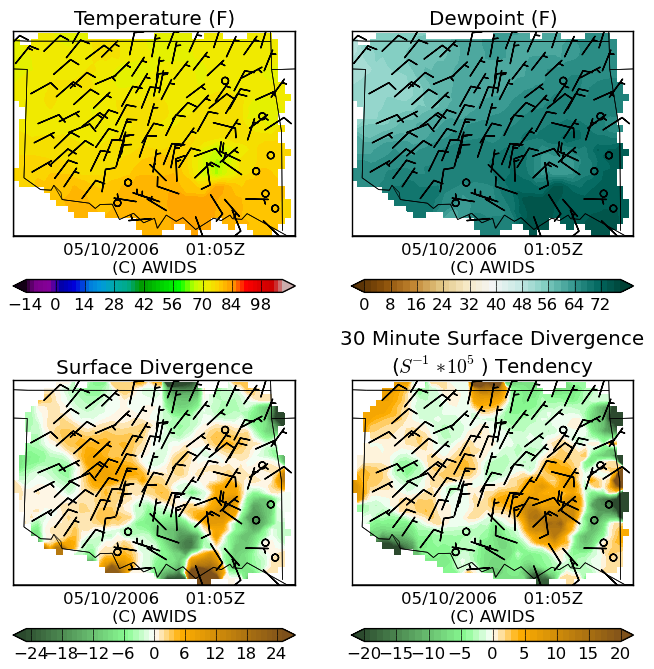 Temperature (F)
Dewpoint (F)
05/10/2006 01:05Z
(C) AWIDS
−14 0 14 28 42 56 70 84 98
05/10/2006 01:05Z
(C) AWIDS
0 8 16 24 32 40 48 56 64 72
30 Minute Surface Divergence
Surface Divergence
(S⁻¹ *10⁵ ) Tendency
05/10/2006 01:05Z
(C) AWIDS
−24 −18 −12 −6 0 6 12 18 24
05/10/2006 01:05Z
(C) AWIDS
−20 −15 −10 −5 0 5 10 15 20